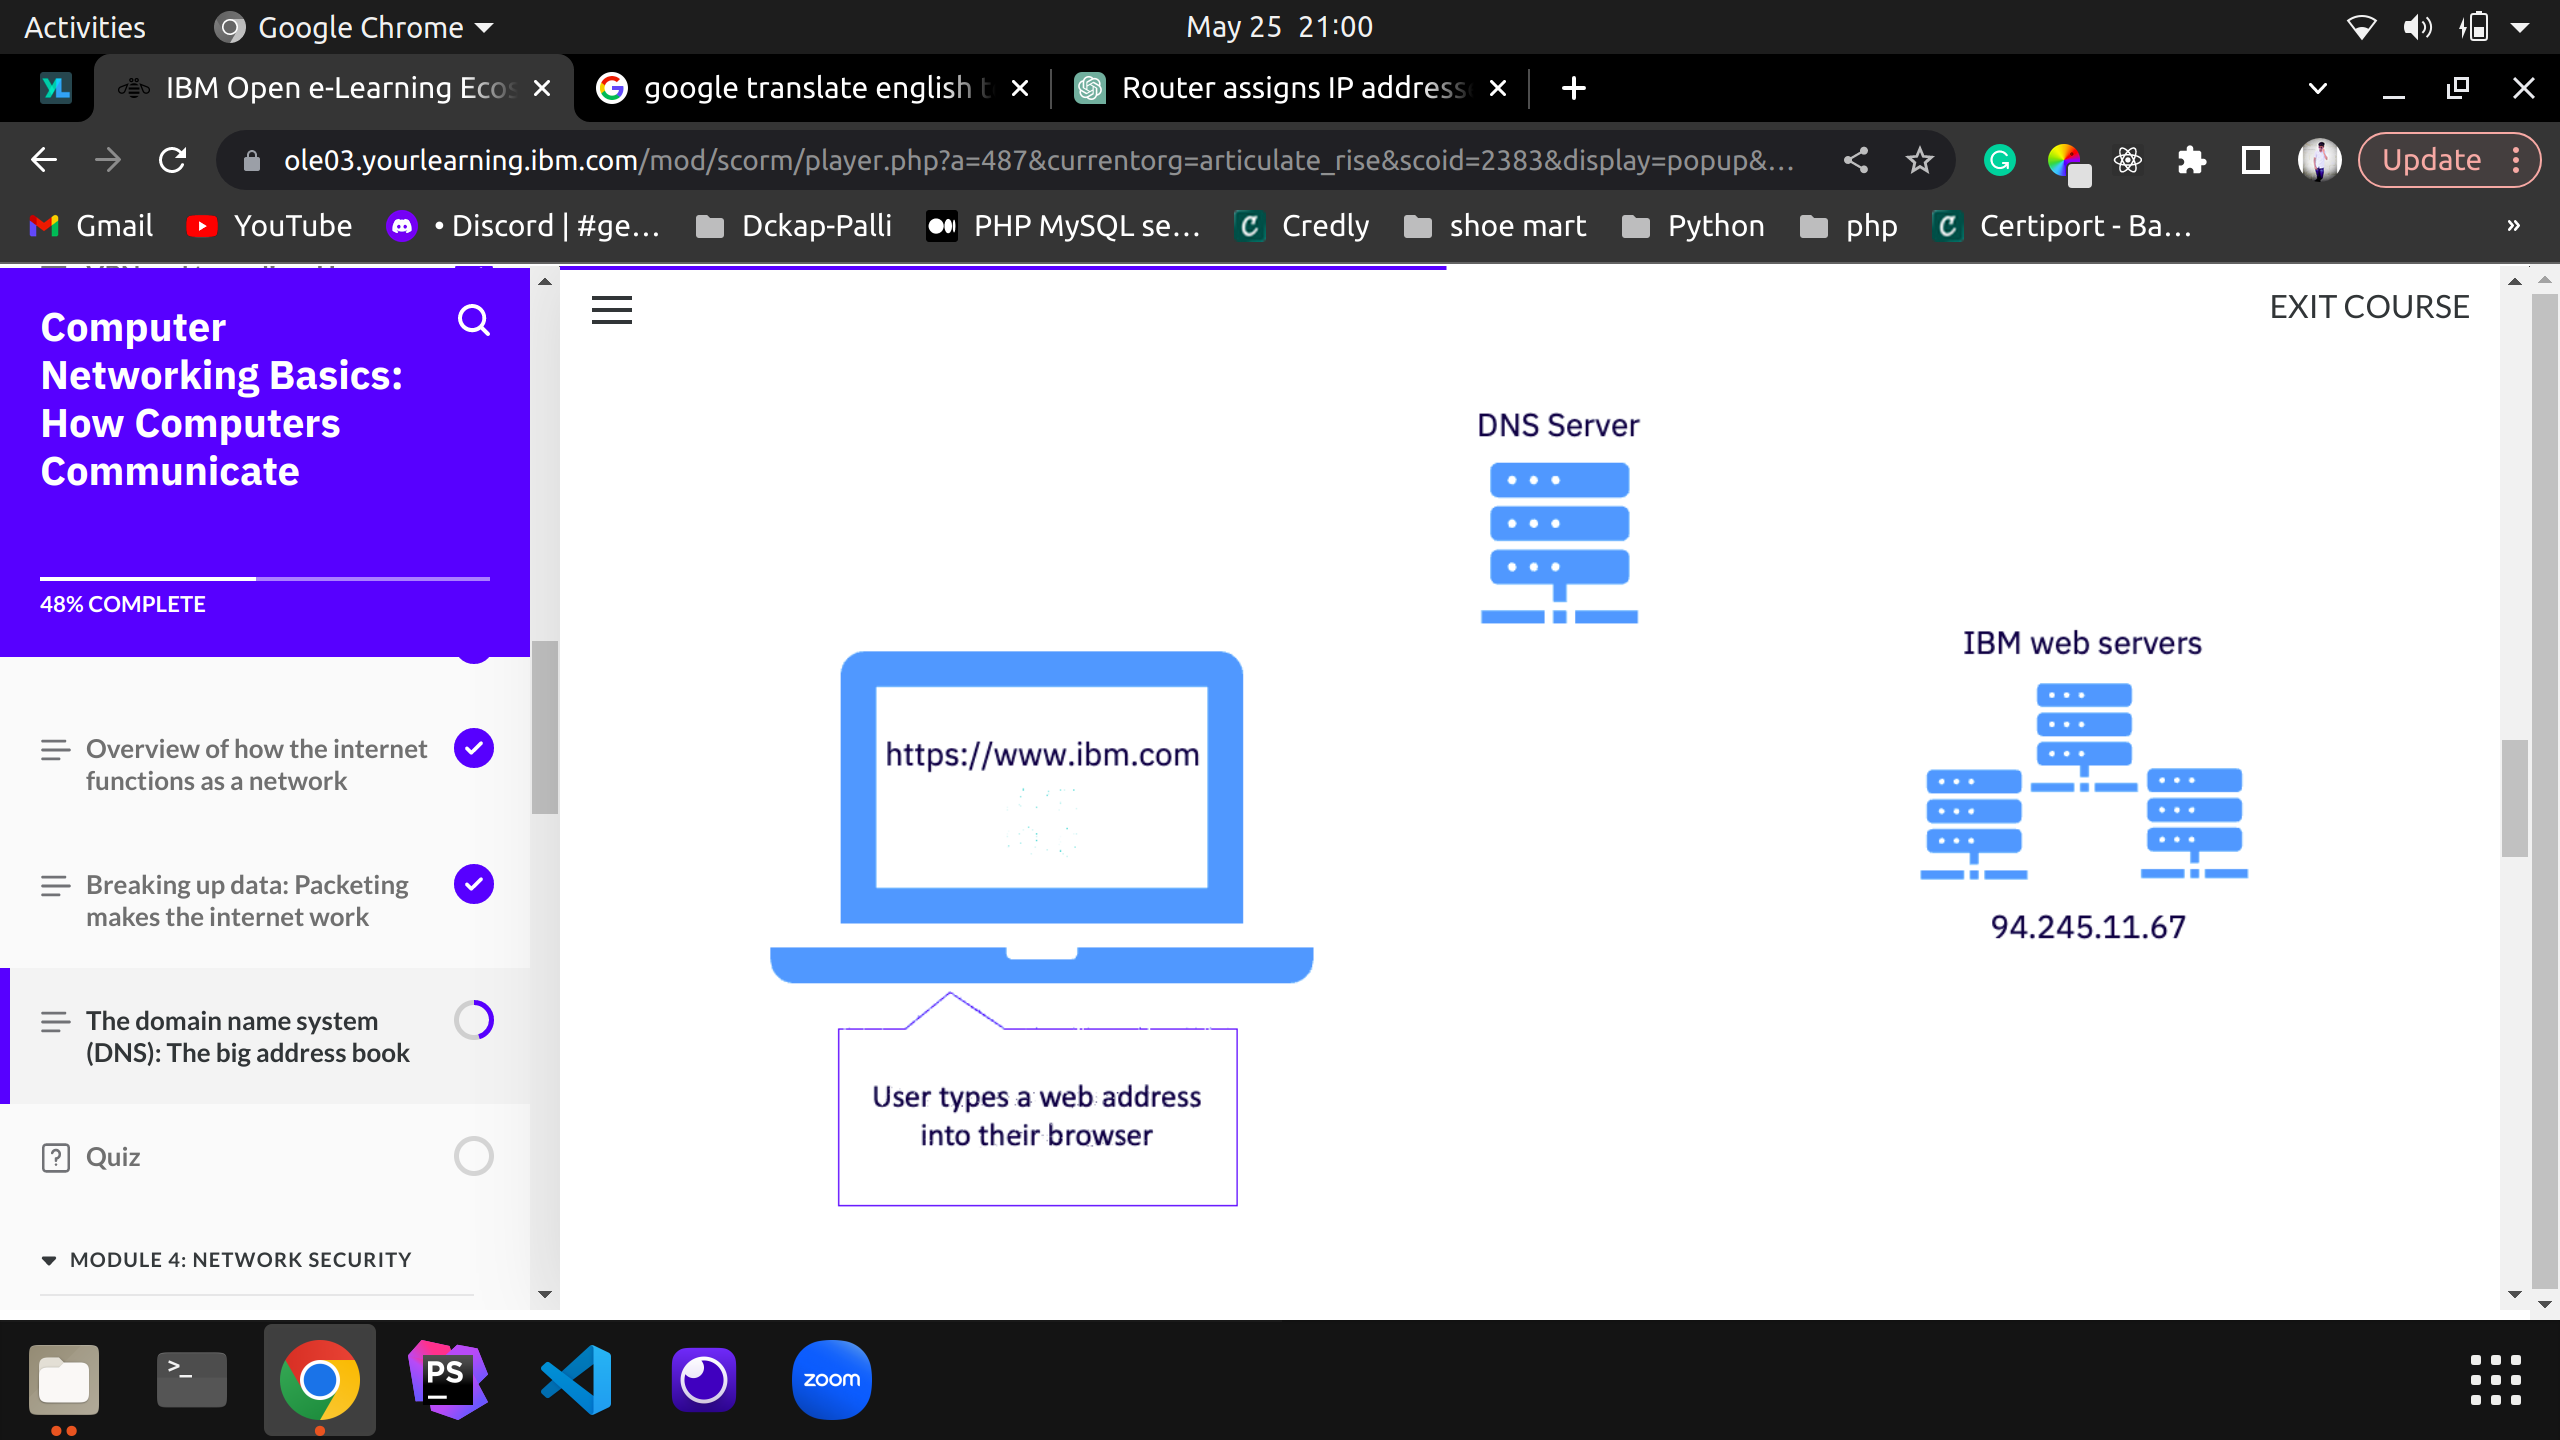 Activities
Google Chrome
May 25 21:00
IBM Open e-Learning Ecos
google translate english t
Router assigns IP addresse
ole03.yourlearning.ibm.com/mod/scorm/player.php?a=487&currentorg=articulate_rise&scoid=2383&display=popup&...
Update
Gmail
YouTube
• Discord | #ge...
Dckap-Palli
PHP MySQL se...
Credly
shoe mart
Python
php
Certiport - Ba...
»
Computer
Networking Basics:
How Computers
Communicate
48% COMPLETE
Overview of how the internet
functions as a network
Breaking up data: Packeting
makes the internet work
The domain name system
(DNS): The big address book
Quiz
MODULE 4: NETWORK SECURITY
EXIT COURSE
DNS Server
IBM web servers
https://www.ibm.com
94.245.11.67
User types a web address
into their browser
PS
zoom